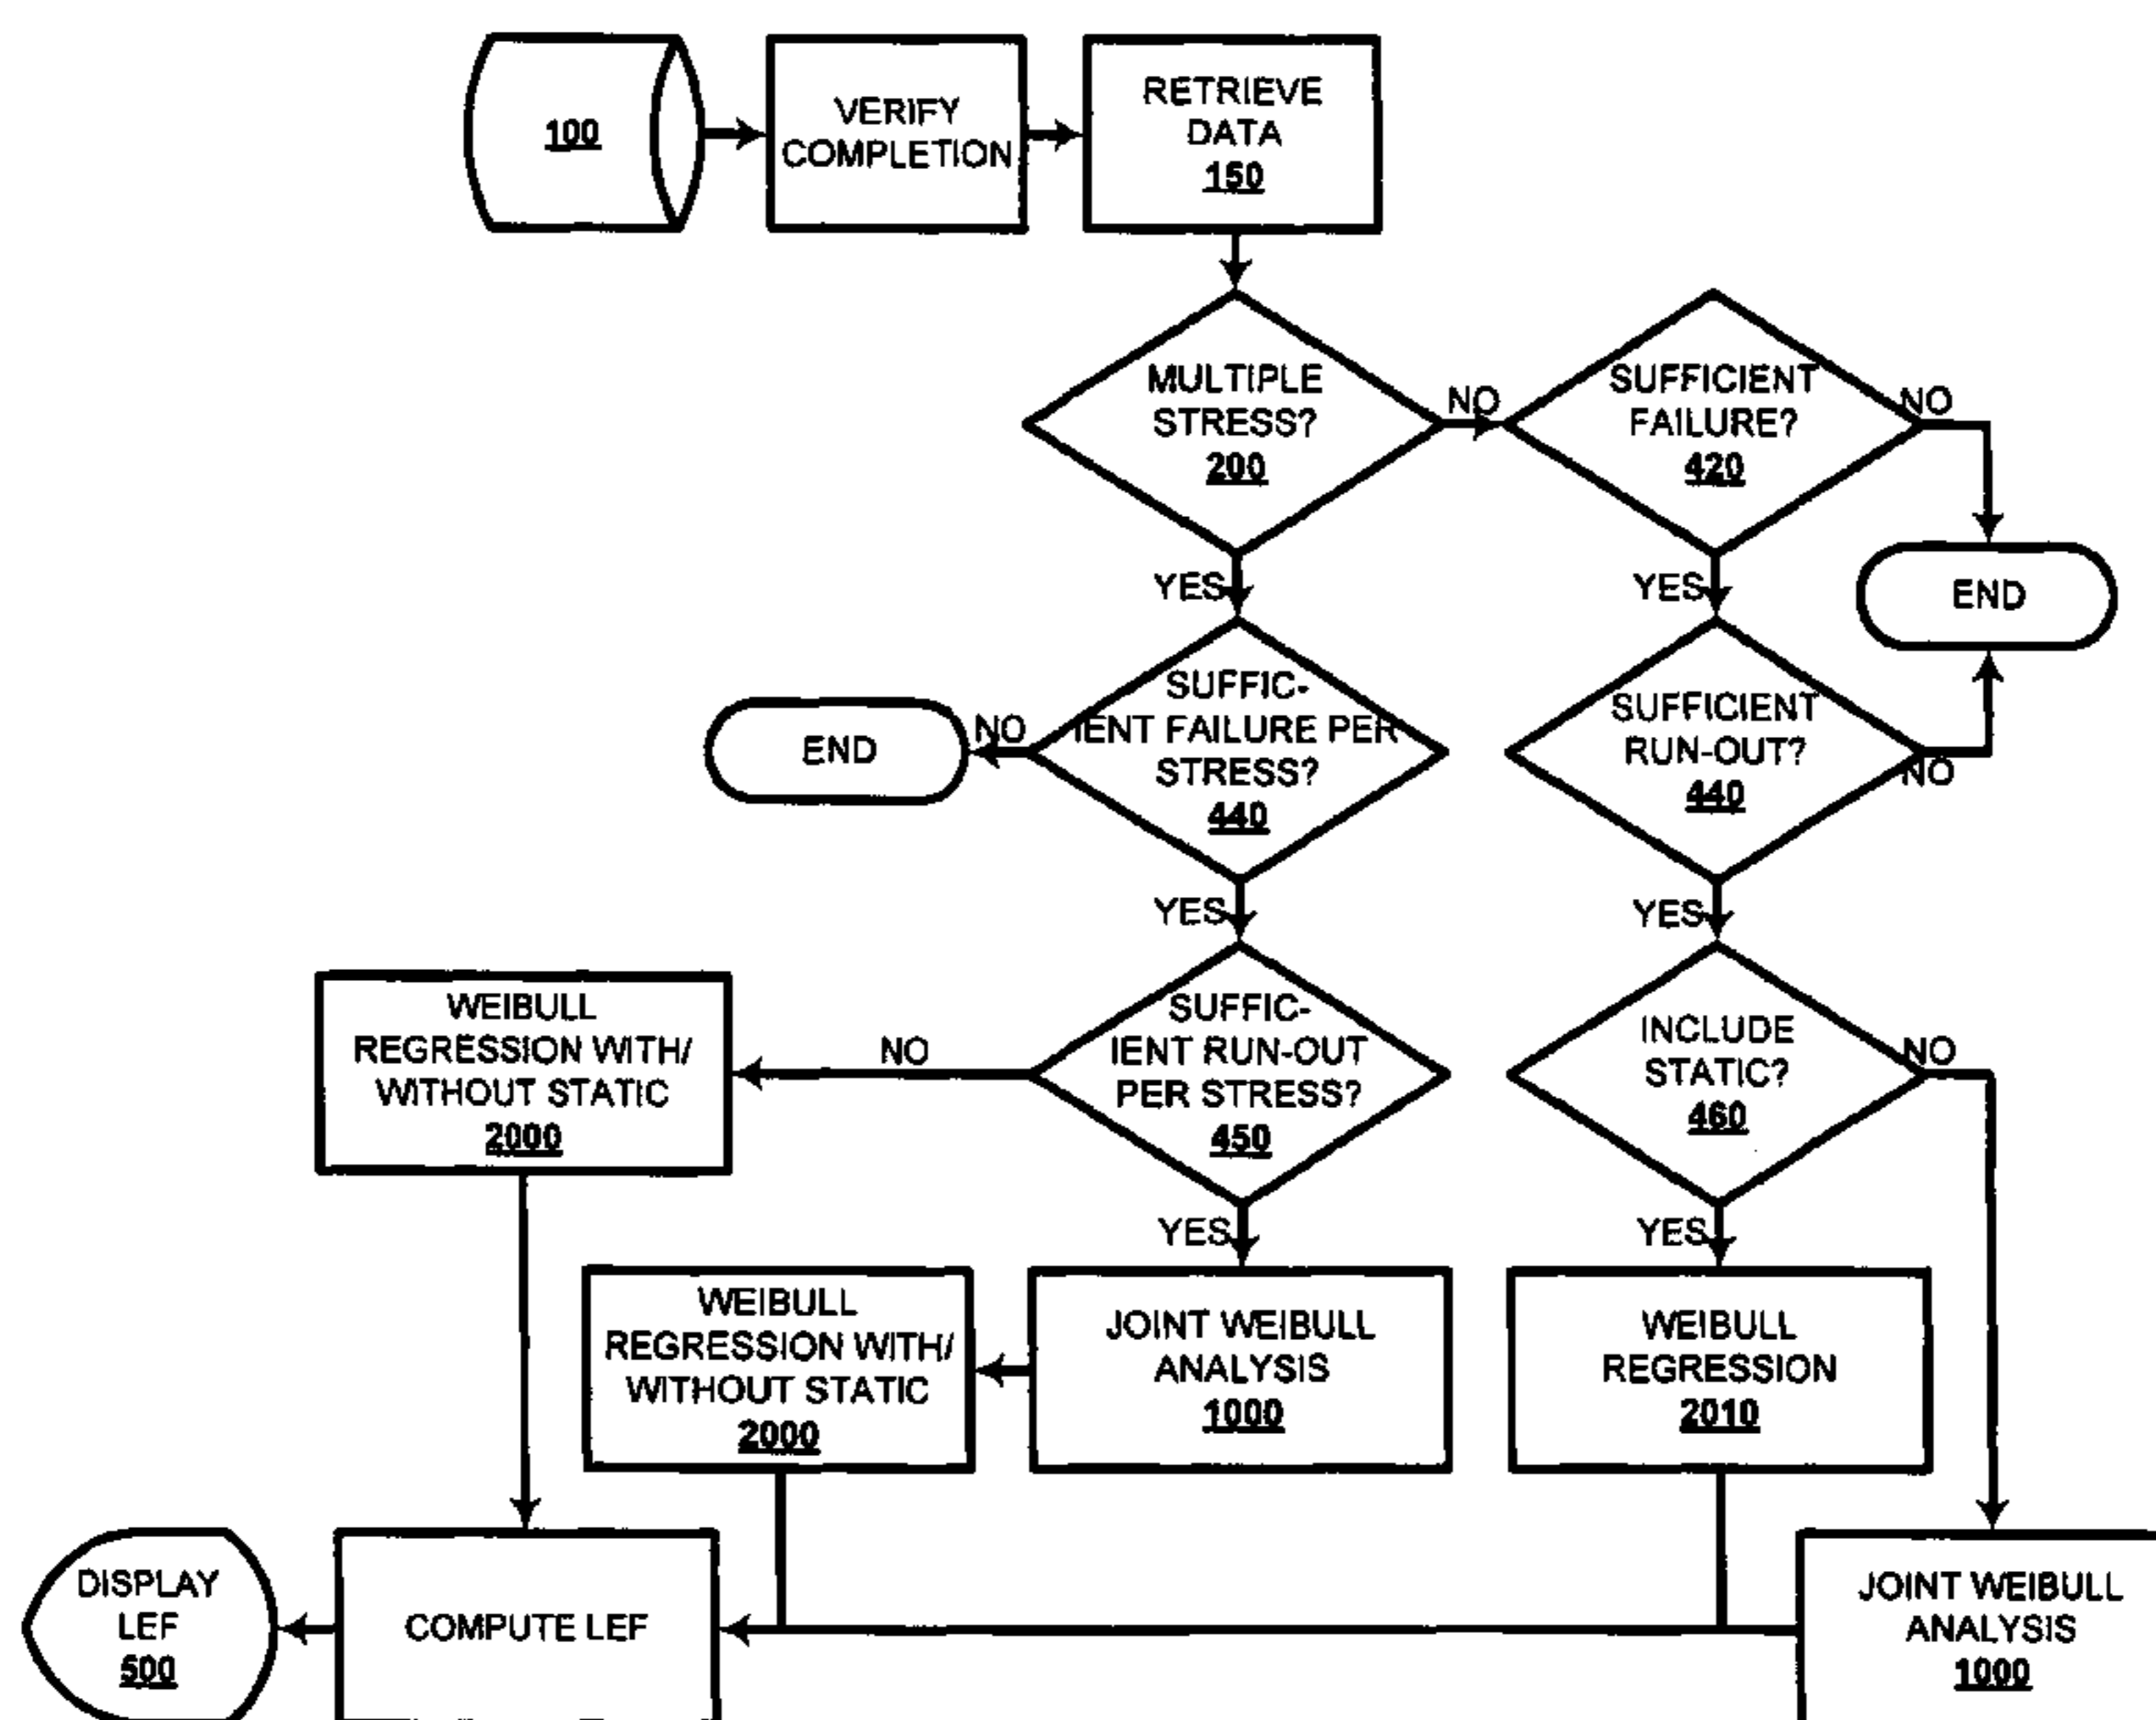 100
VERIFY
COMPLETION
RETRIEVE
DATA
150
MULTIPLE
STRESS?
200
NO
SUFFICIENT
FAILURE?
420
NO
YES
YES
END
SUFFIC-
IENT FAILURE PER
STRESS?
440
NO
END
SUFFICIENT
RUN-OUT?
440
NO
YES
YES
WEIBULL
REGRESSION WITH/
WITHOUT STATIC
2000
NO
SUFFIC-
IENT RUN-OUT
PER STRESS?
450
INCLUDE
STATIC?
460
NO
YES
YES
WEIBULL
REGRESSION WITH/
WITHOUT STATIC
2000
JOINT WEIBULL
ANALYSIS
1000
WEIBULL
REGRESSION
2010
DISPLAY
LEF
500
COMPUTE LEF
JOINT WEIBULL
ANALYSIS
1000